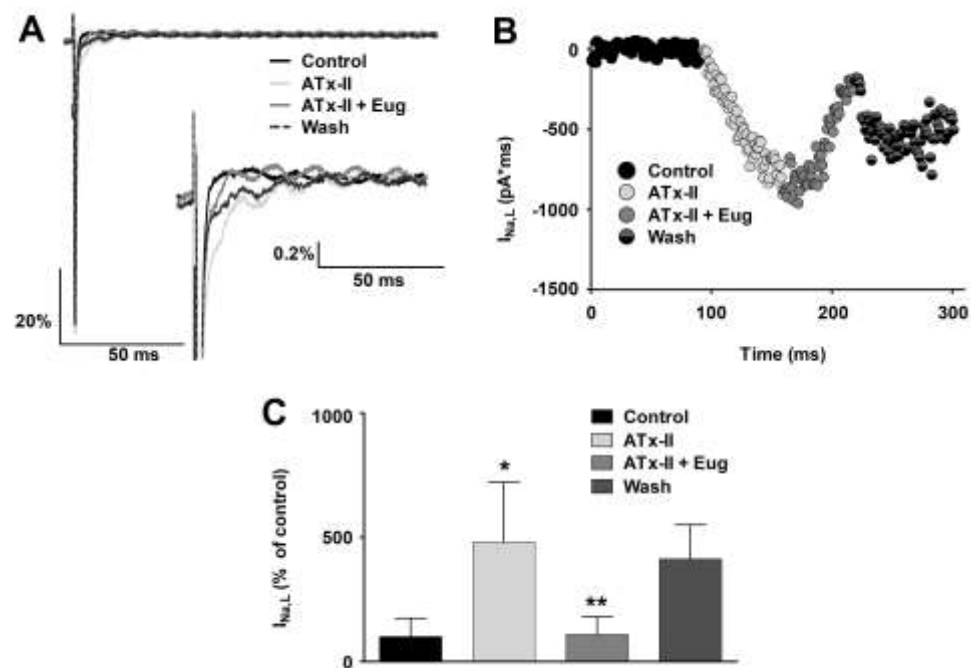 A
Control
ATx-II
ATx-II + Eug
Wash
0.2%
50 ms
20%
50 ms
B
I_Na,L (pA*ms)
0
-500
-1000
-1500
Control
ATx-II
ATx-II + Eug
Wash
0 100 200 300
Time (ms)
C
I_Na,L (% of control)
1000
500
0
*
**
Control
ATx-II
ATx-II + Eug
Wash